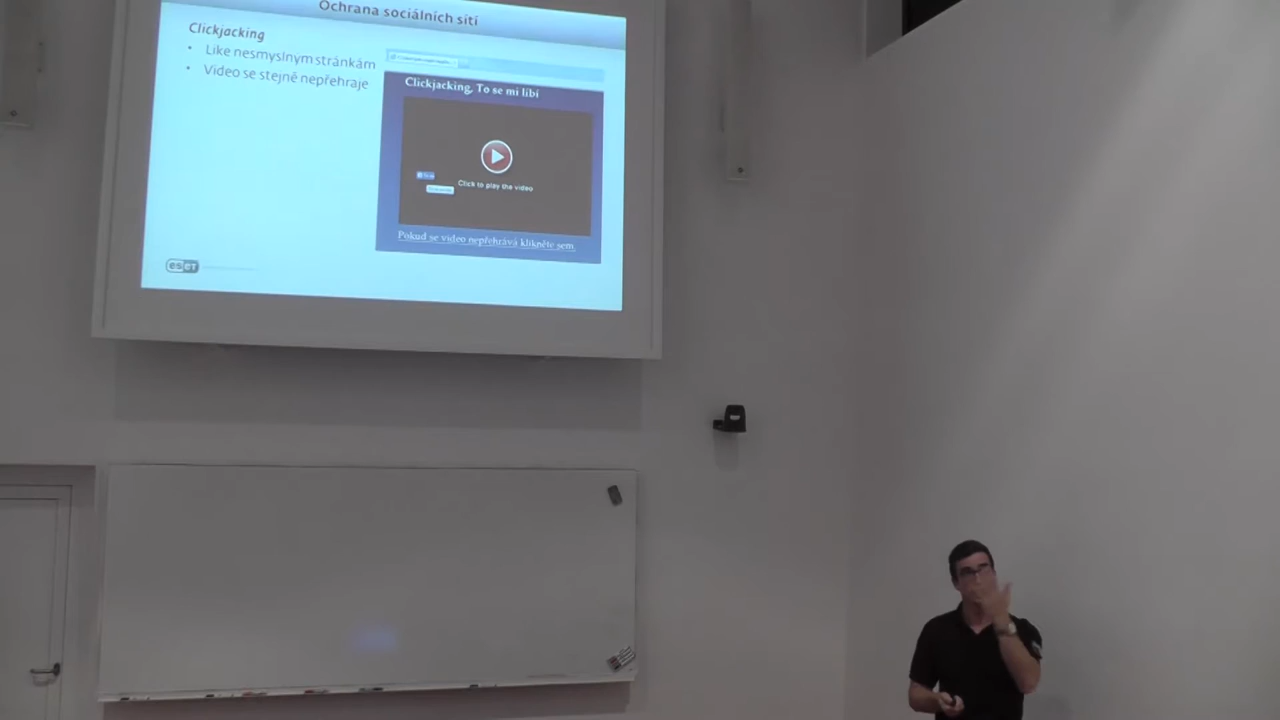 Ochrana sociálních sítí
Clickjacking
• Like nesmyslným stránkám
• Video se stejně nepřehraje
Clickjacking, To se mi líbí
Click to play the video
Pokud se video nepřehrává klikněte sem.
eset